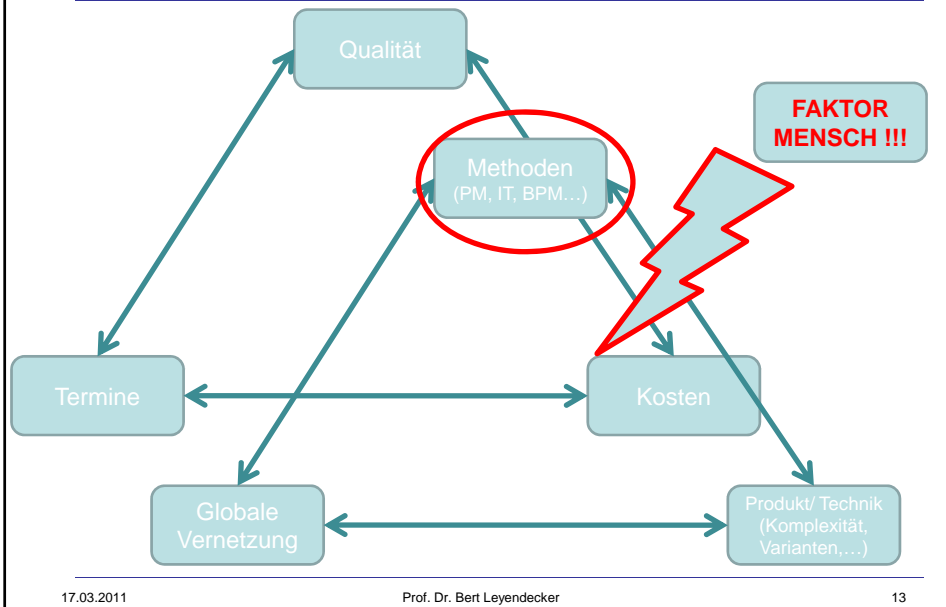 Qualität
FAKTOR
MENSCH !!!
Methoden
(PM, IT, BPM…)
Termine
Kosten
Globale
Vernetzung
Produkt/ Technik
(Komplexität,
Varianten,…)
17.03.2011
Prof. Dr. Bert Leyendecker
13